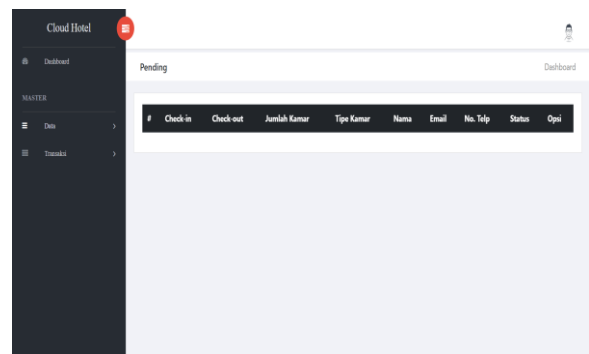 Cloud Hotel
Dashboard
Pending
Dashboard
MASTER
Data
Transaksi
# Check-in Check-out Jumlah Kamar Tipe Kamar Nama Email No. Telp Status Opsi